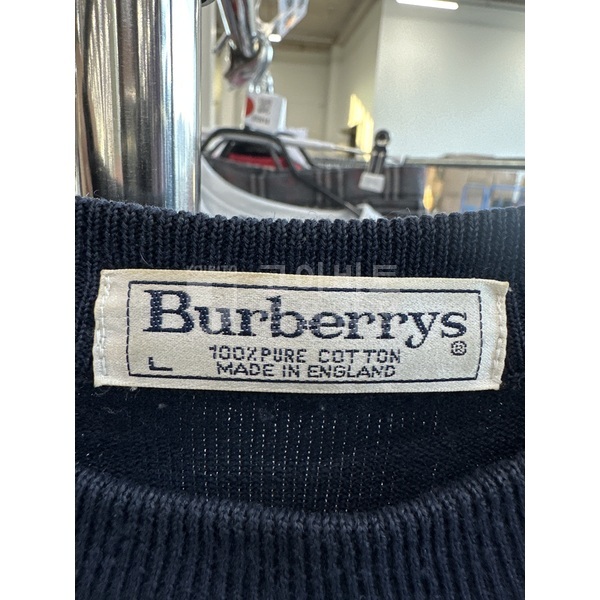 Burberrys
®
L
100% PURE COTTON
MADE IN ENGLAND